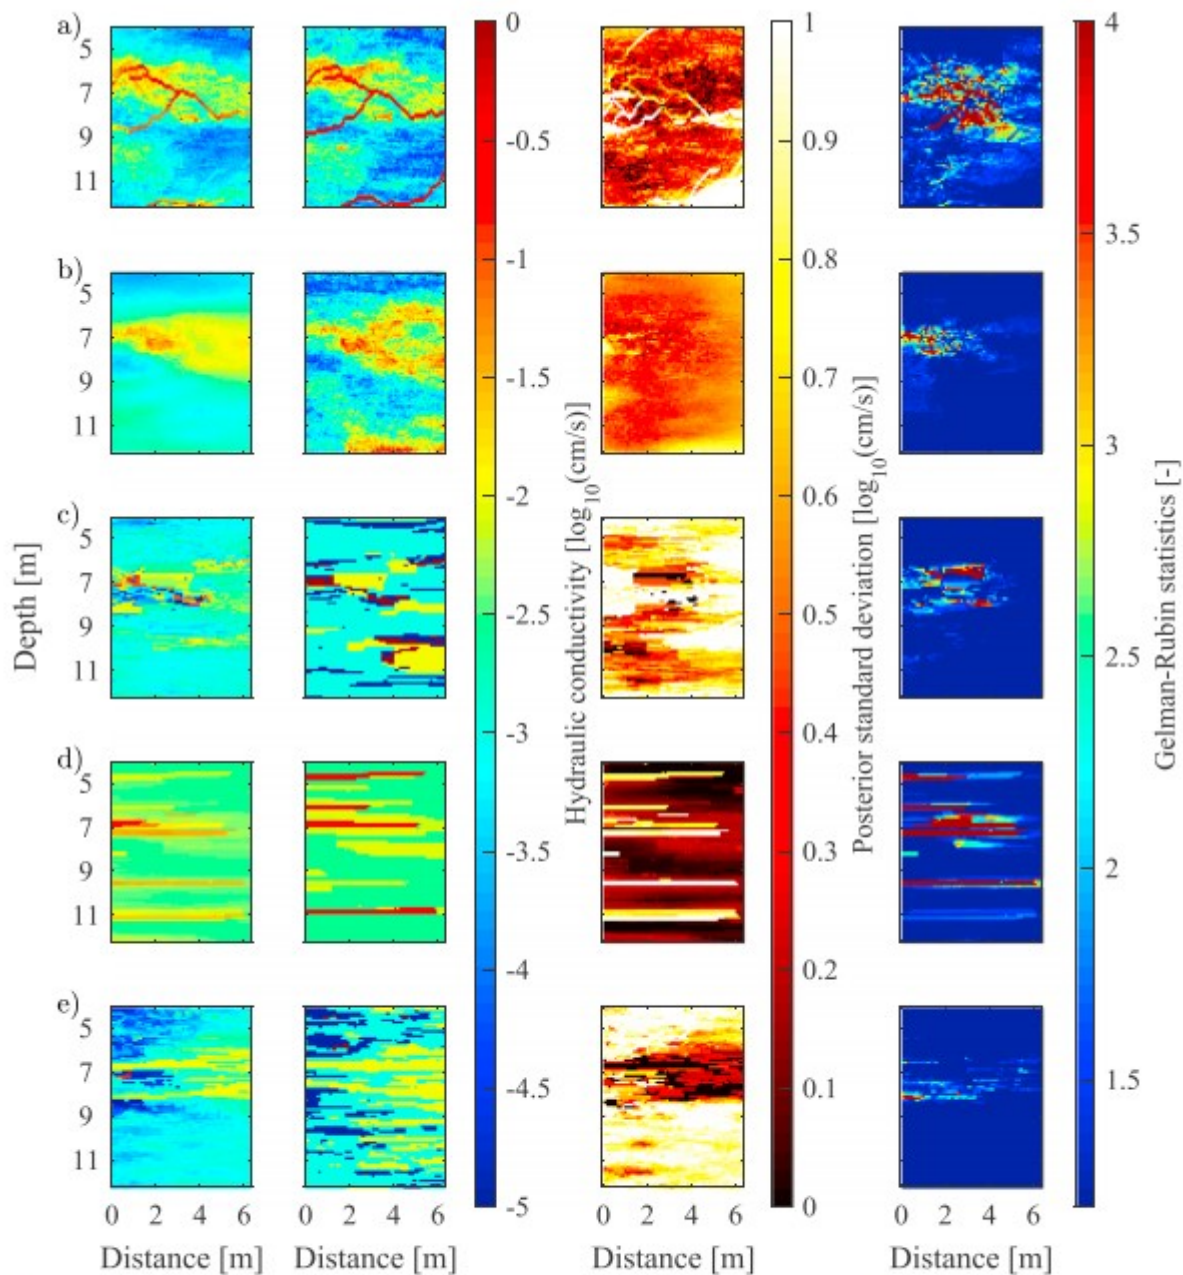 a)
5
7
9
11
b)
5
7
9
11
c)
5
7
9
11
d)
5
7
9
11
e)
5
7
9
11
Depth [m]
0 2 4 6
0 2 4 6
0 2 4 6
0 2 4 6
Distance [m]
Distance [m]
Distance [m]
Distance [m]
0
-0.5
-1
-1.5
-2
-2.5
-3
-3.5
-4
-4.5
-5
Hydraulic conductivity [log10(cm/s)]
1
0.9
0.8
0.7
0.6
0.5
0.4
0.3
0.2
0.1
0
Posterior standard deviation [log10(cm/s)]
4
3.5
3
2.5
2
1.5
Gelman-Rubin statistics [-]